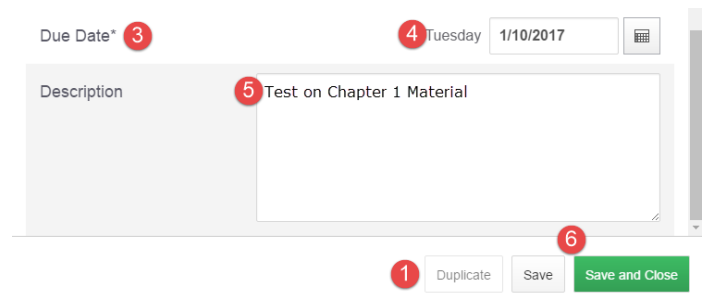 Due Date* 3 4 Tuesday 1/10/2017
Description 5 Test on Chapter 1 Material
6
1 Duplicate Save Save and Close